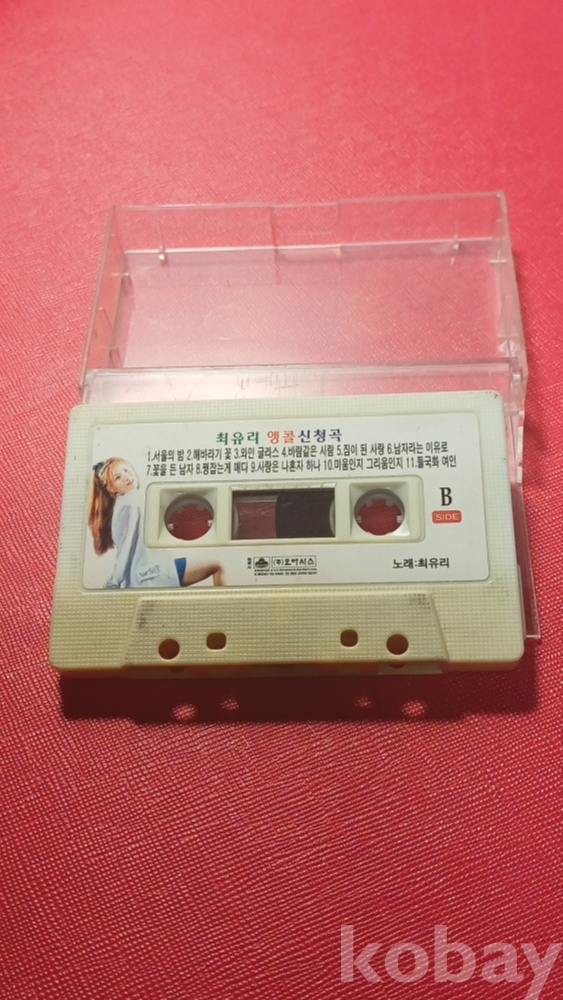 최유리 앵콜신청곡
1.서울의 밤 2.해바라기 꽃 3.와인 글라스 4.바람같은 사람 5.짐이 된 사랑 6.남자라는 이유로
7.꽃을 든 남자 8.꿩잡는게 매다 9.사랑은 나혼자 하나 10.미움인지 그리움인지 11.들국화 여인
B
SIDE
(주)오아시스
노래:최유리
kobay